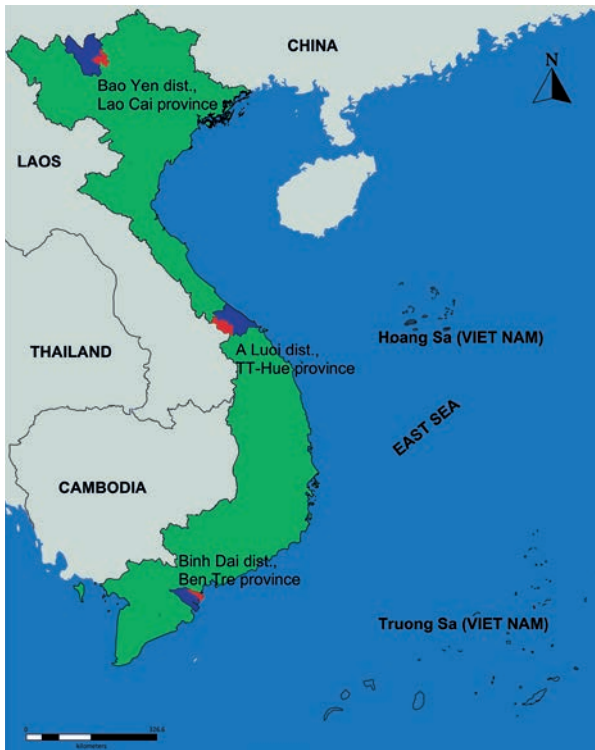 CHINA
N
Bao Yen dist.,
Lao Cai province
LAOS
Hoang Sa (VIET NAM)
A Luoi dist.,
TT-Hue province
THAILAND
EAST SEA
CAMBODIA
Binh Dai dist.,
Ben Tre province
Truong Sa (VIET NAM)
0
kilometers